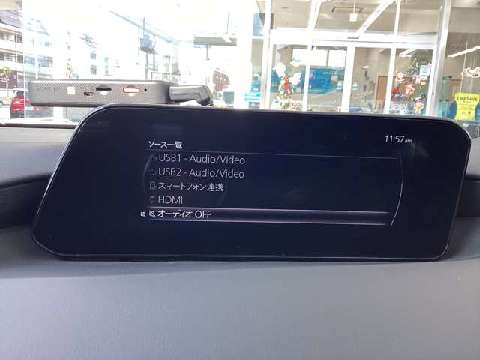 ソース一覧
11:57
USB1 - Audio/Video
USB2 - Audio/Video
スマートフォン連携
HDMI
オーディオ OFF